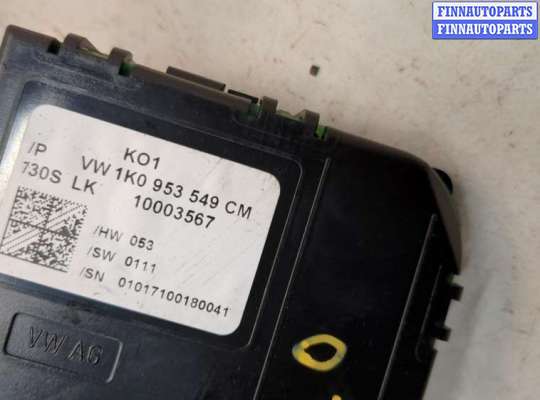 FINNAUTOPARTS
FINNAUTOPARTS
KO1
/P VW 1K0 953 549 CM
730S LK 10003567
/HW 053
/SW 0111
/SN 01017100180041
VW AG